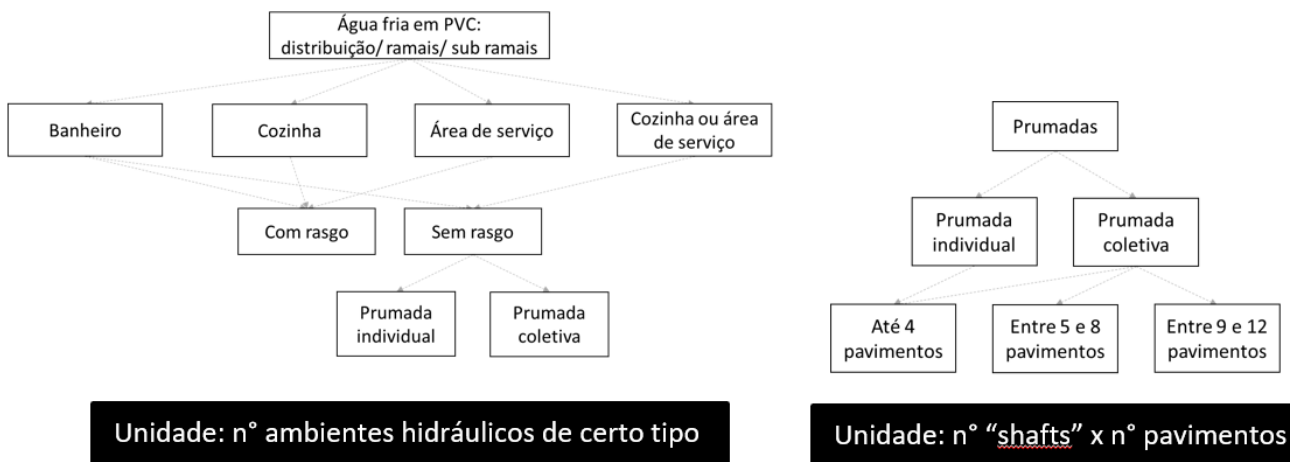 Água fria em PVC:
distribuição/ ramais/ sub ramais
Banheiro
Cozinha
Área de serviço
Cozinha ou área
de serviço
Com rasgo
Sem rasgo
Prumada
individual
Prumada
coletiva
Unidade: n° ambientes hidráulicos de certo tipo
Prumadas
Prumada
individual
Prumada
coletiva
Até 4
pavimentos
Entre 5 e 8
pavimentos
Entre 9 e 12
pavimentos
Unidade: n° “shafts” x n° pavimentos